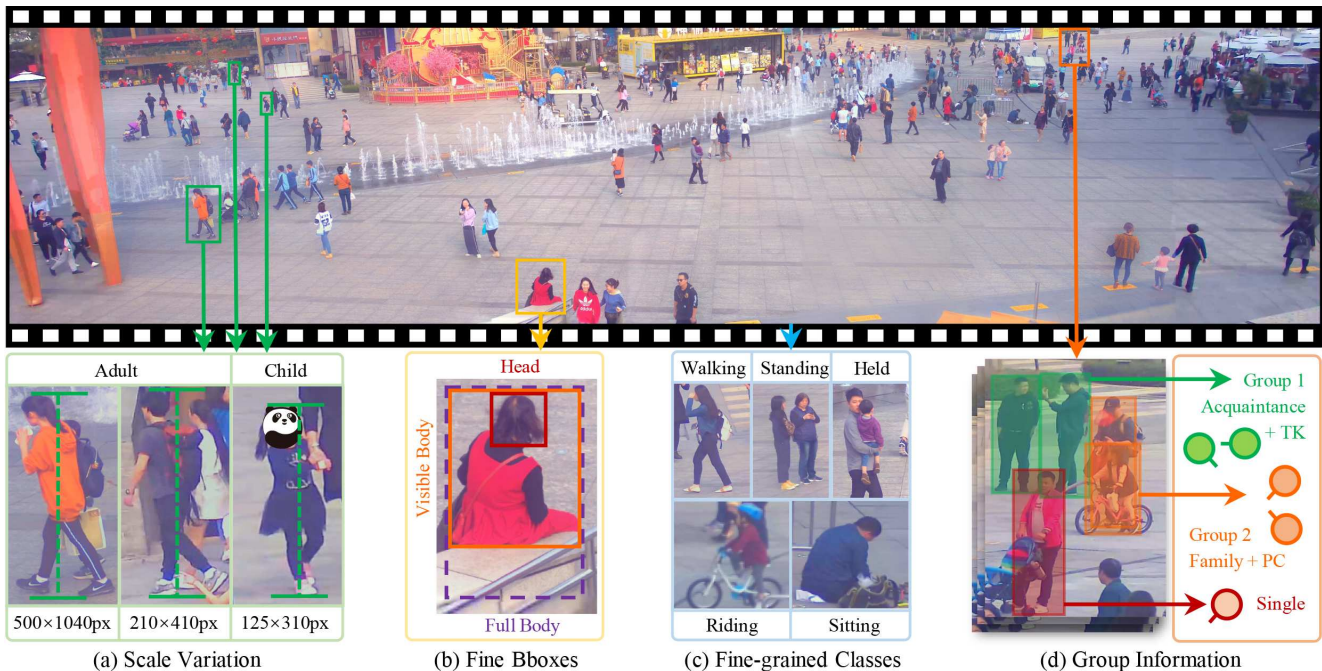 Adult
Child
500×1040px
210×410px
125×310px
(a) Scale Variation
Head
Visible Body
Full Body
(b) Fine Bboxes
Walking
Standing
Held
Riding
Sitting
(c) Fine-grained Classes
Group 1
Acquaintance
+ TK
Group 2
Family + PC
Single
(d) Group Information